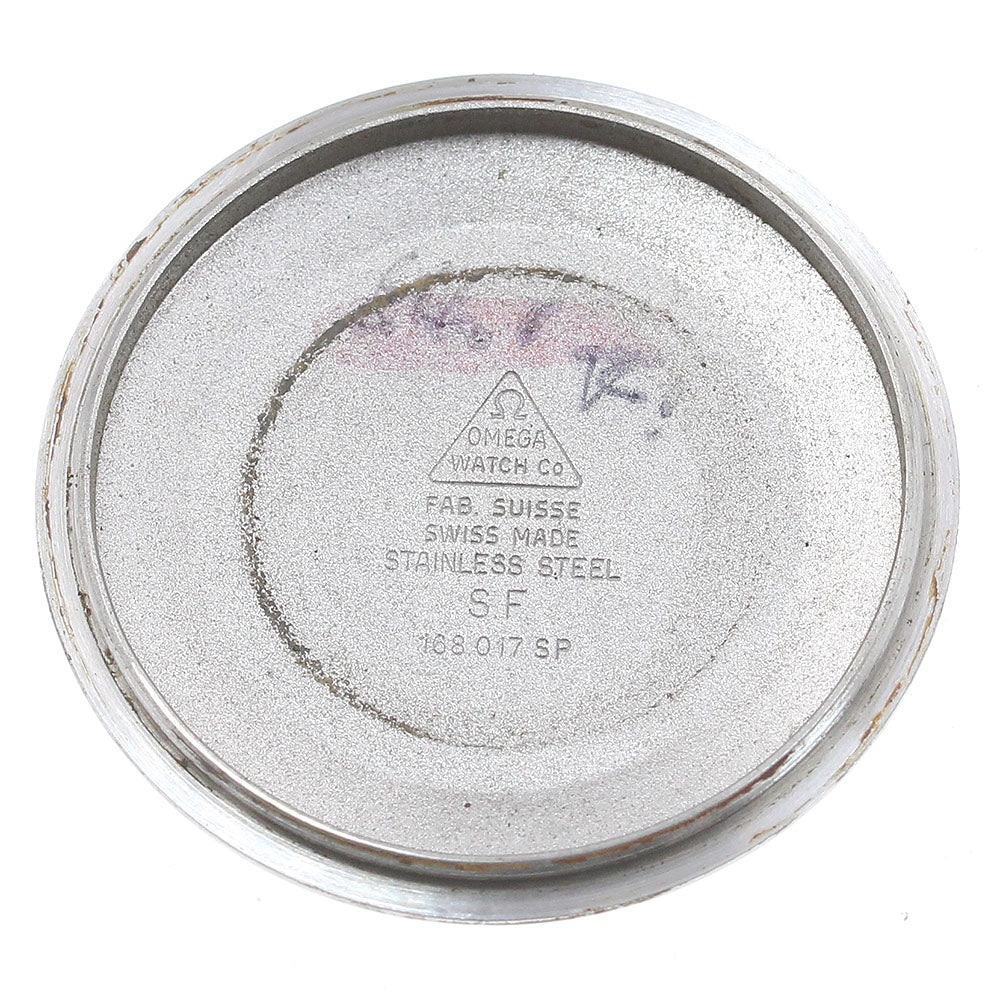 Ω
OMEGA
WATCH Co
FAB. SUISSE
SWISS MADE
STAINLESS STEEL
S F
168.017 SP